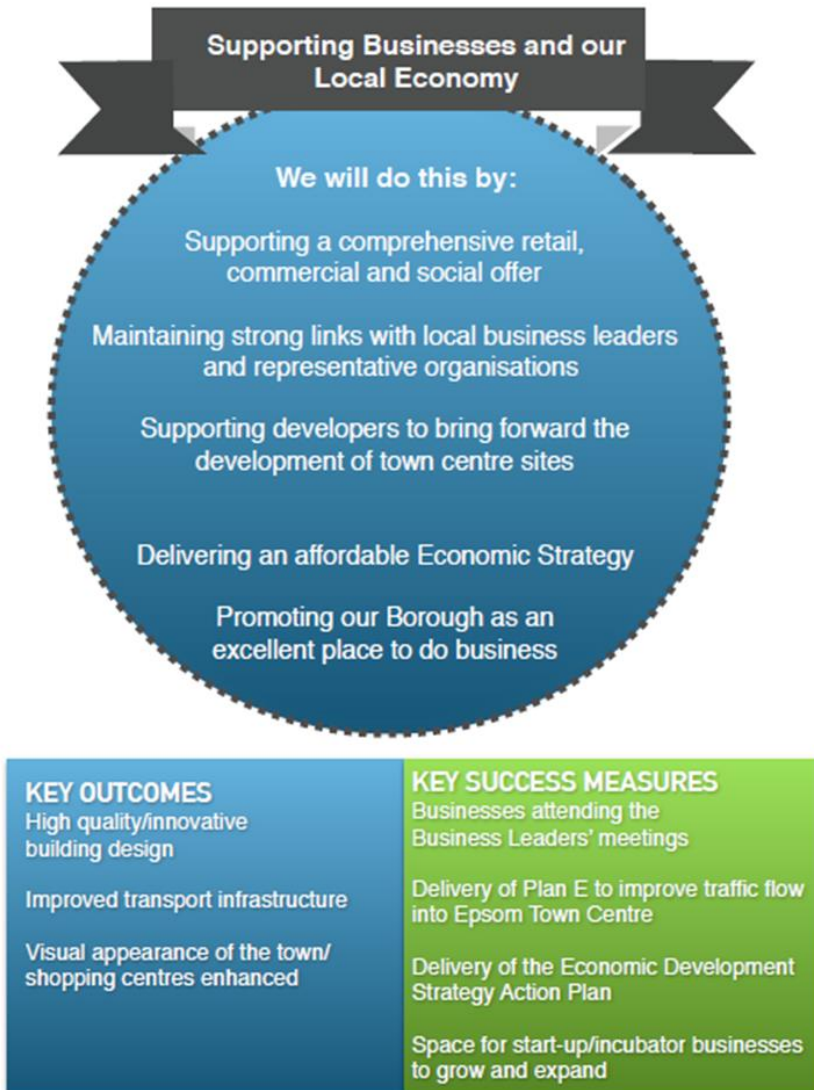 Supporting Businesses and our
Local Economy
We will do this by:
Supporting a comprehensive retail,
commercial and social offer
Maintaining strong links with local business leaders
and representative organisations
Supporting developers to bring forward the
development of town centre sites
Delivering an affordable Economic Strategy
Promoting our Borough as an
excellent place to do business
KEY OUTCOMES
High quality/innovative
building design
Improved transport infrastructure
Visual appearance of the town/
shopping centres enhanced
KEY SUCCESS MEASURES
Businesses attending the
Business Leaders' meetings
Delivery of Plan E to improve traffic flow
into Epsom Town Centre
Delivery of the Economic Development
Strategy Action Plan
Space for start-up/incubator businesses
to grow and expand